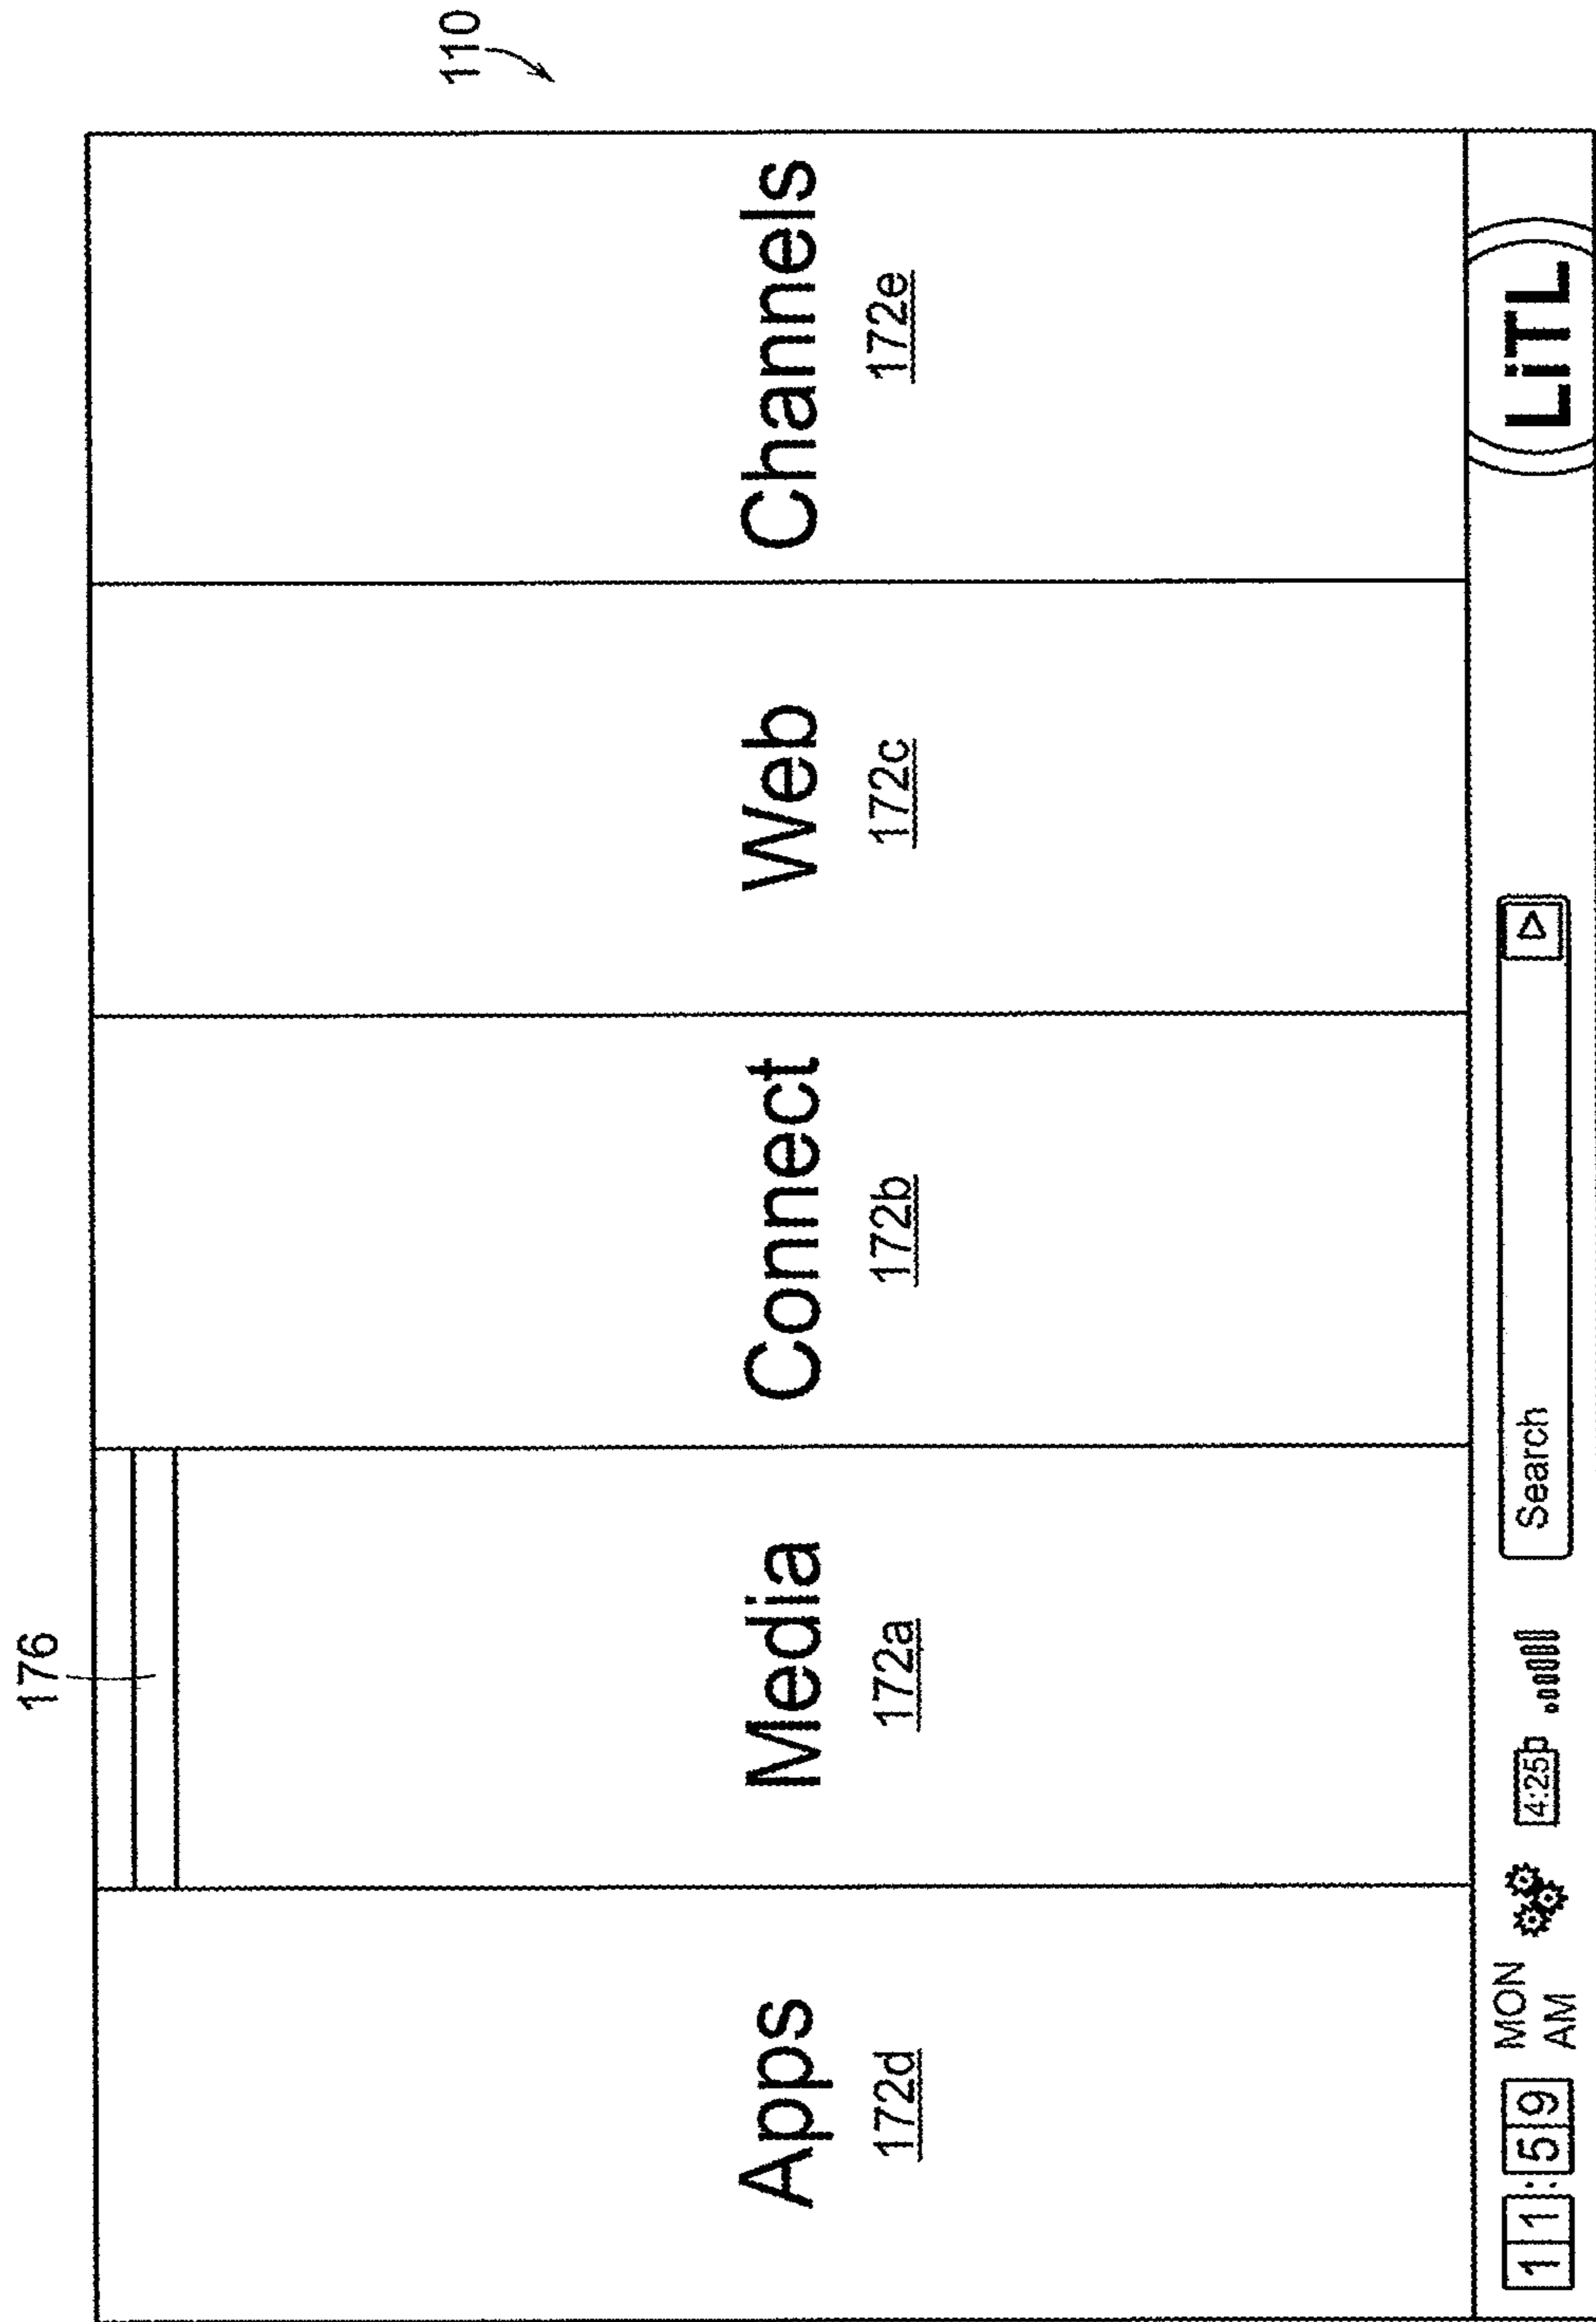 110
176
Apps
172d
Media
172a
Connect
172b
Web
172c
Channels
172e
11:59
MON
AM
4:25
Search
LiTL